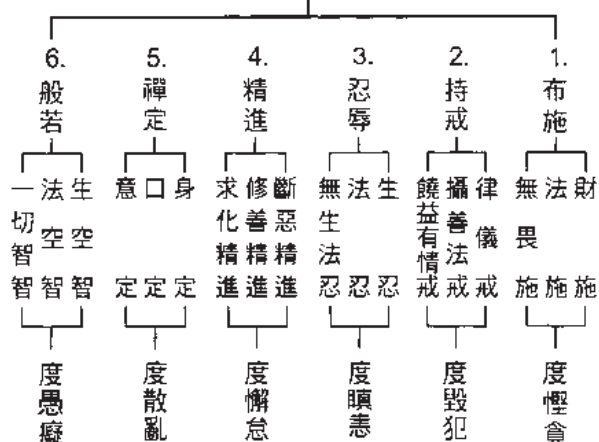 1.
布施
財施
法施
無畏施
度慳貪
2.
持戒
律儀戒
攝善法戒
饒益有情戒
度毀犯
3.
忍辱
生忍
法忍
無生法忍
度瞋恚
4.
精進
斷惡精進
修善精進
求化精進
度懈怠
5.
禪定
身定
口定
意定
度散亂
6.
般若
生空智
法空智
一切智智
度愚癡